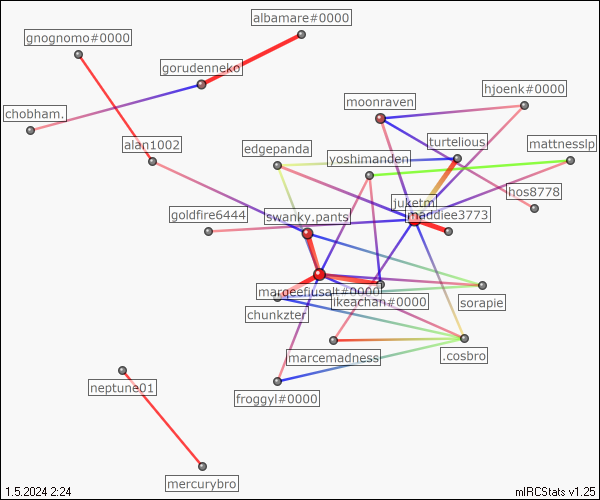 albamare#0000
gnognomo#0000
gorudenneko
hjoenk#0000
moonraven
chobham.
turtelious
mattnesslp
alan1002
edgepanda
yoshimanden
hos8778
juketm
goldfire6444
swanky.pants
maddiee3773
marqeefiusalt#0000
ikeachan#0000
sorapie
chunkzter
marcemadness
.cosbro
neptune01
froggyl#0000
mercurybro
1.5.2024 2:24
mIRCStats v1.25